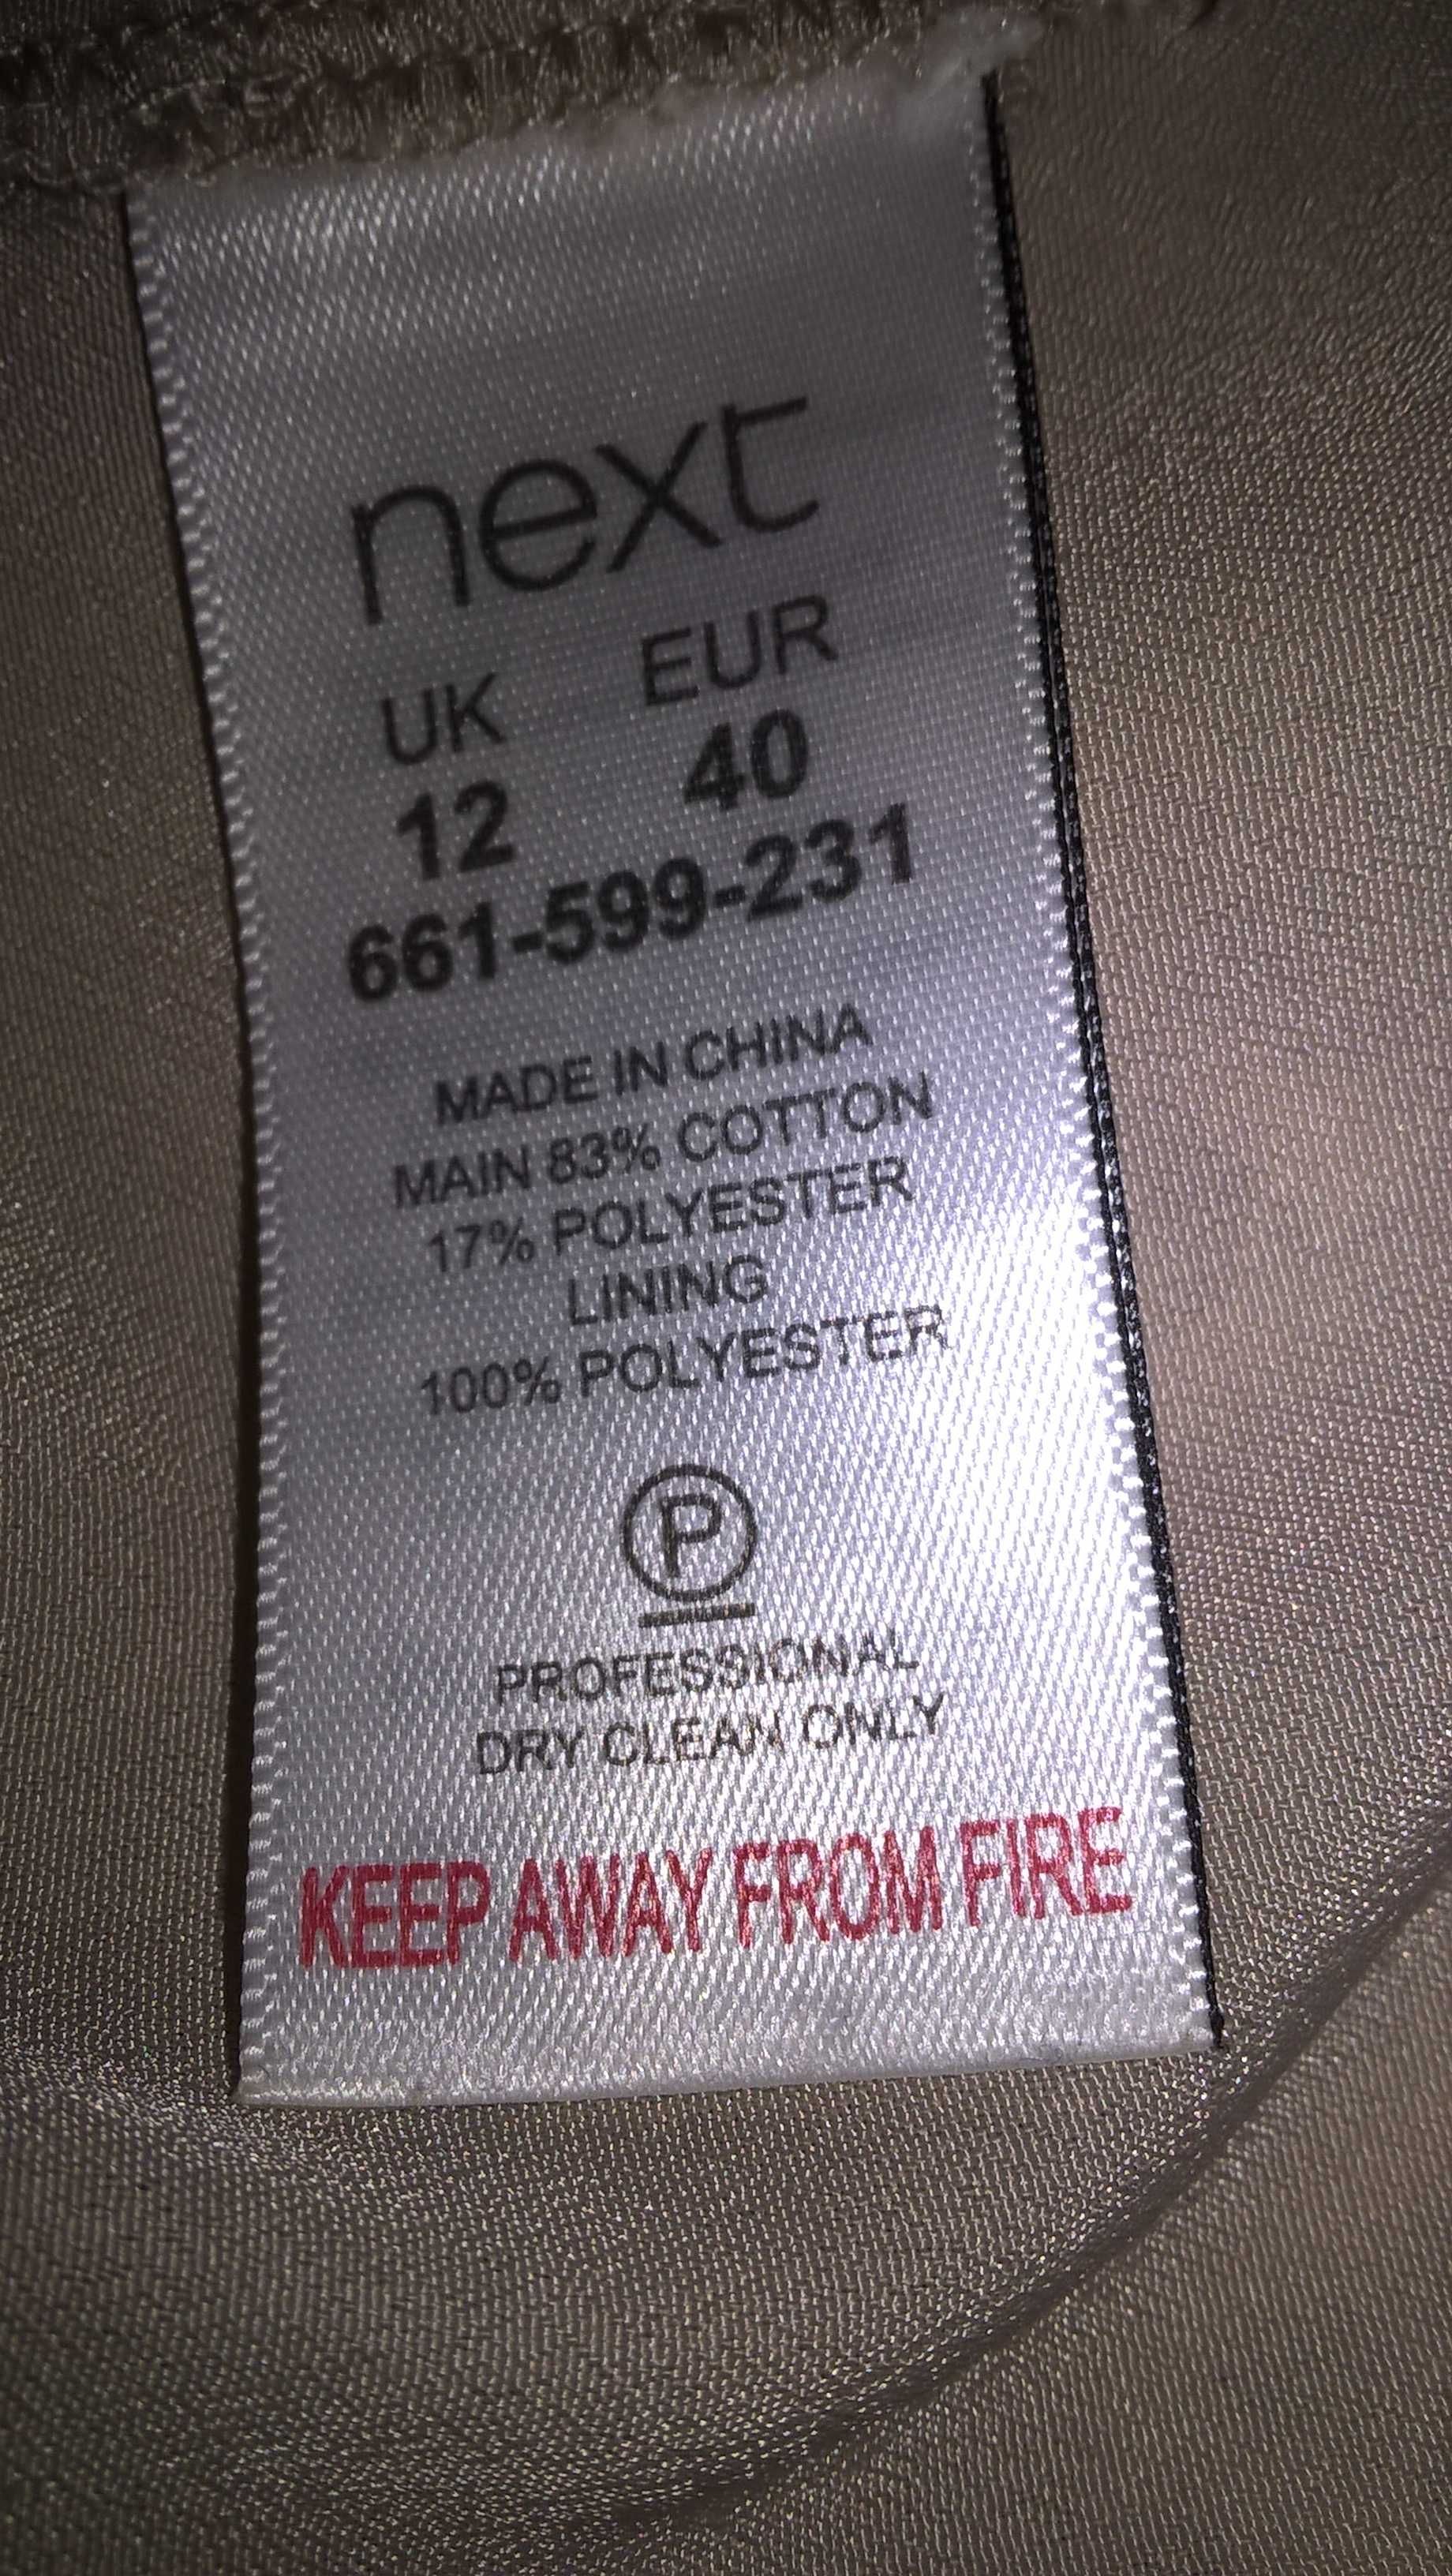 next
UK EUR
12 40
661-599-231
MADE IN CHINA
MAIN 83% COTTON
17% POLYESTER
LINING
100% POLYESTER
P
PROFESSIONAL
DRY CLEAN ONLY
KEEP AWAY FROM FIRE